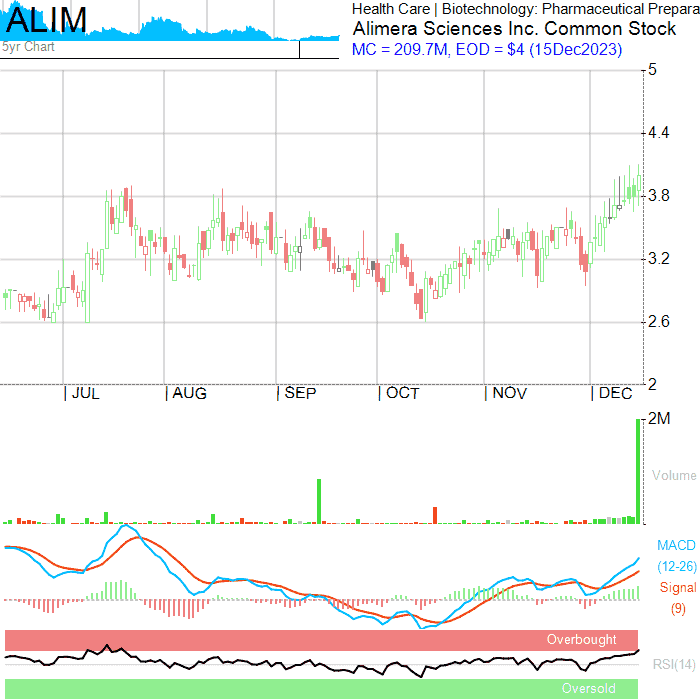 ALIM
5yr Chart
Health Care | Biotechnology: Pharmaceutical Prepara
Alimera Sciences Inc. Common Stock
MC = 209.7M, EOD = $4 (15Dec2023)
5
4.4
3.8
3.2
2.6
2
| JUL | AUG | SEP | OCT | NOV | DEC
2M
Volume
MACD
(12-26)
Signal
(9)
Overbought
RSI(14)
Oversold